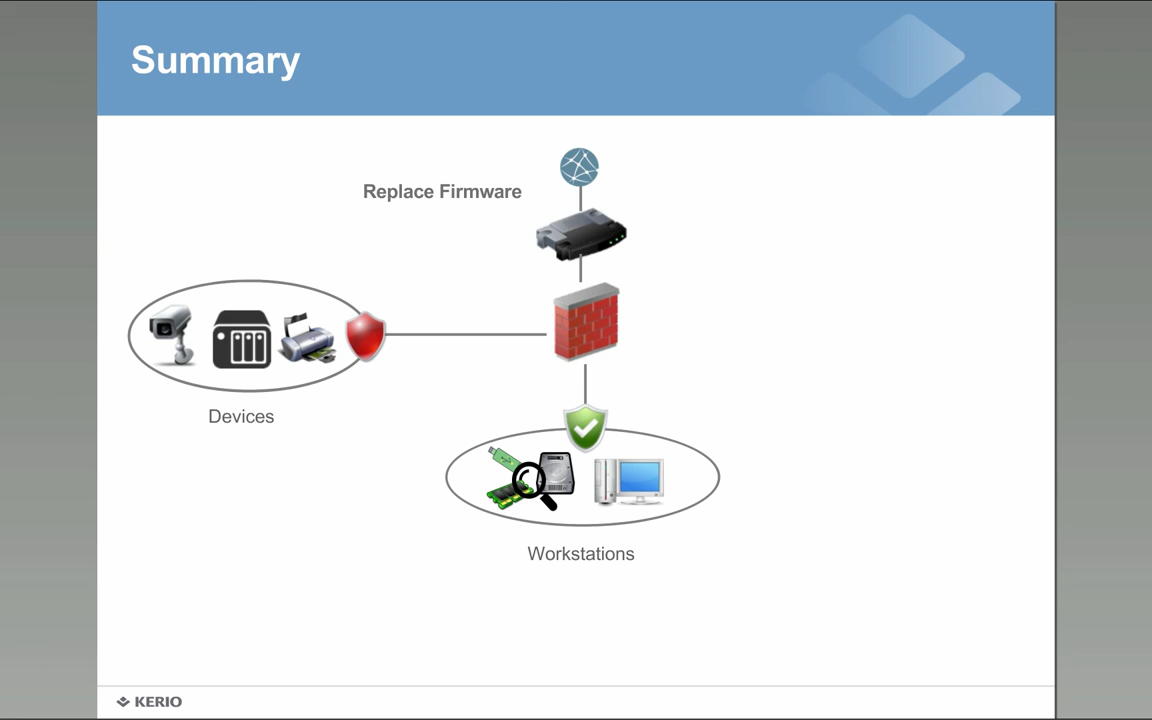 Summary
Replace Firmware
Devices
Workstations
KERIO